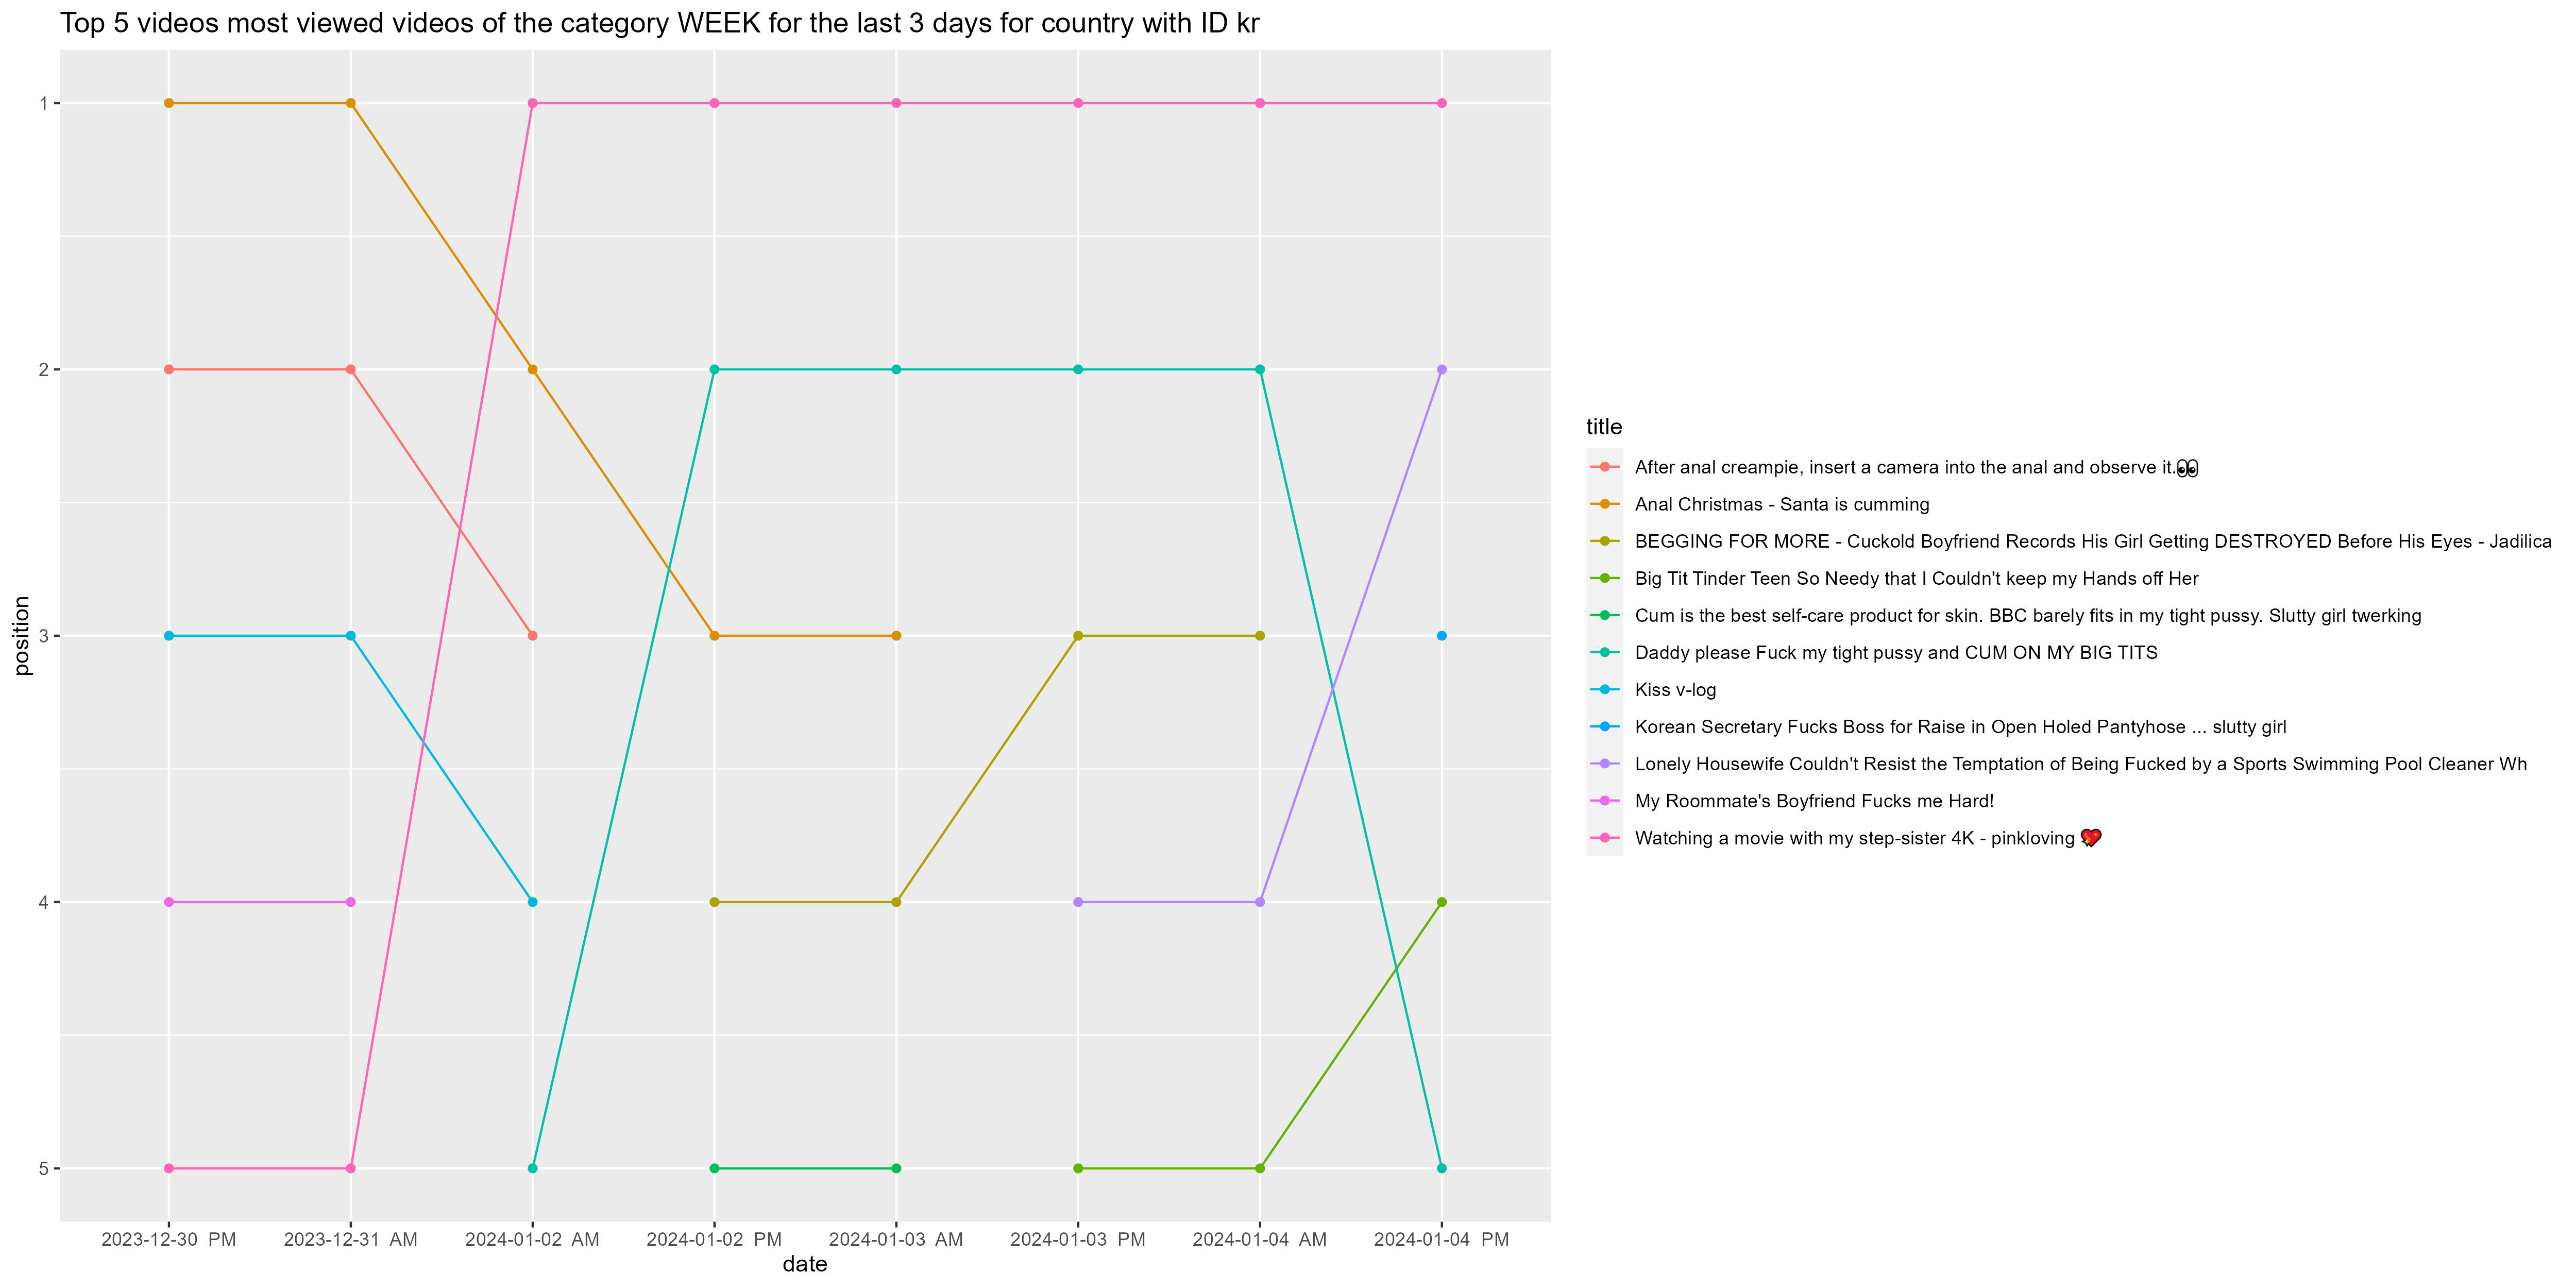 Top 5 videos most viewed videos of the category WEEK for the last 3 days for country with ID kr
position
1
2
3
4
5
2023-12-30 PM
2023-12-31 AM
2024-01-02 AM
2024-01-02 PM
2024-01-03 AM
2024-01-03 PM
2024-01-04 AM
2024-01-04 PM
date
title
After anal creampie, insert a camera into the anal and observe it.👀
Anal Christmas - Santa is cumming
BEGGING FOR MORE - Cuckold Boyfriend Records His Girl Getting DESTROYED Before His Eyes - Jadilica
Big Tit Tinder Teen So Needy that I Couldn't keep my Hands off Her
Cum is the best self-care product for skin. BBC barely fits in my tight pussy. Slutty girl twerking
Daddy please Fuck my tight pussy and CUM ON MY BIG TITS
Kiss v-log
Korean Secretary Fucks Boss for Raise in Open Holed Pantyhose ... slutty girl
Lonely Housewife Couldn't Resist the Temptation of Being Fucked by a Sports Swimming Pool Cleaner Wh
My Roommate's Boyfriend Fucks me Hard!
Watching a movie with my step-sister 4K - pinkloving 💖